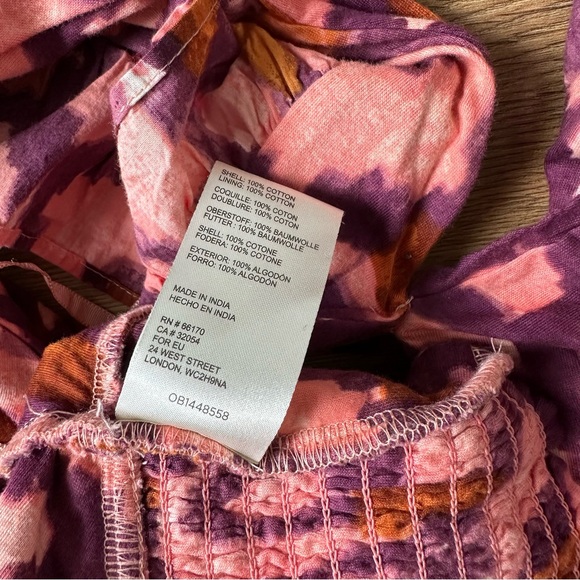 SHELL: 100% COTTON
LINING: 100% COTTON
COQUILLE: 100% COTON
DOUBLURE: 100% COTON
OBERSTOFF: 100% BAUMWOLLE
FUTTER: 100% BAUMWOLLE
SHELL: 100% COTONE
FODERA: 100% COTONE
EXTERIOR: 100% ALGODÓN
FORRO: 100% ALGODÓN
MADE IN INDIA
HECHO EN INDIA
RN # 66170
CA# 32054
FOR EU
24 WEST STREET
LONDON, WC2H9NA
OB1448558